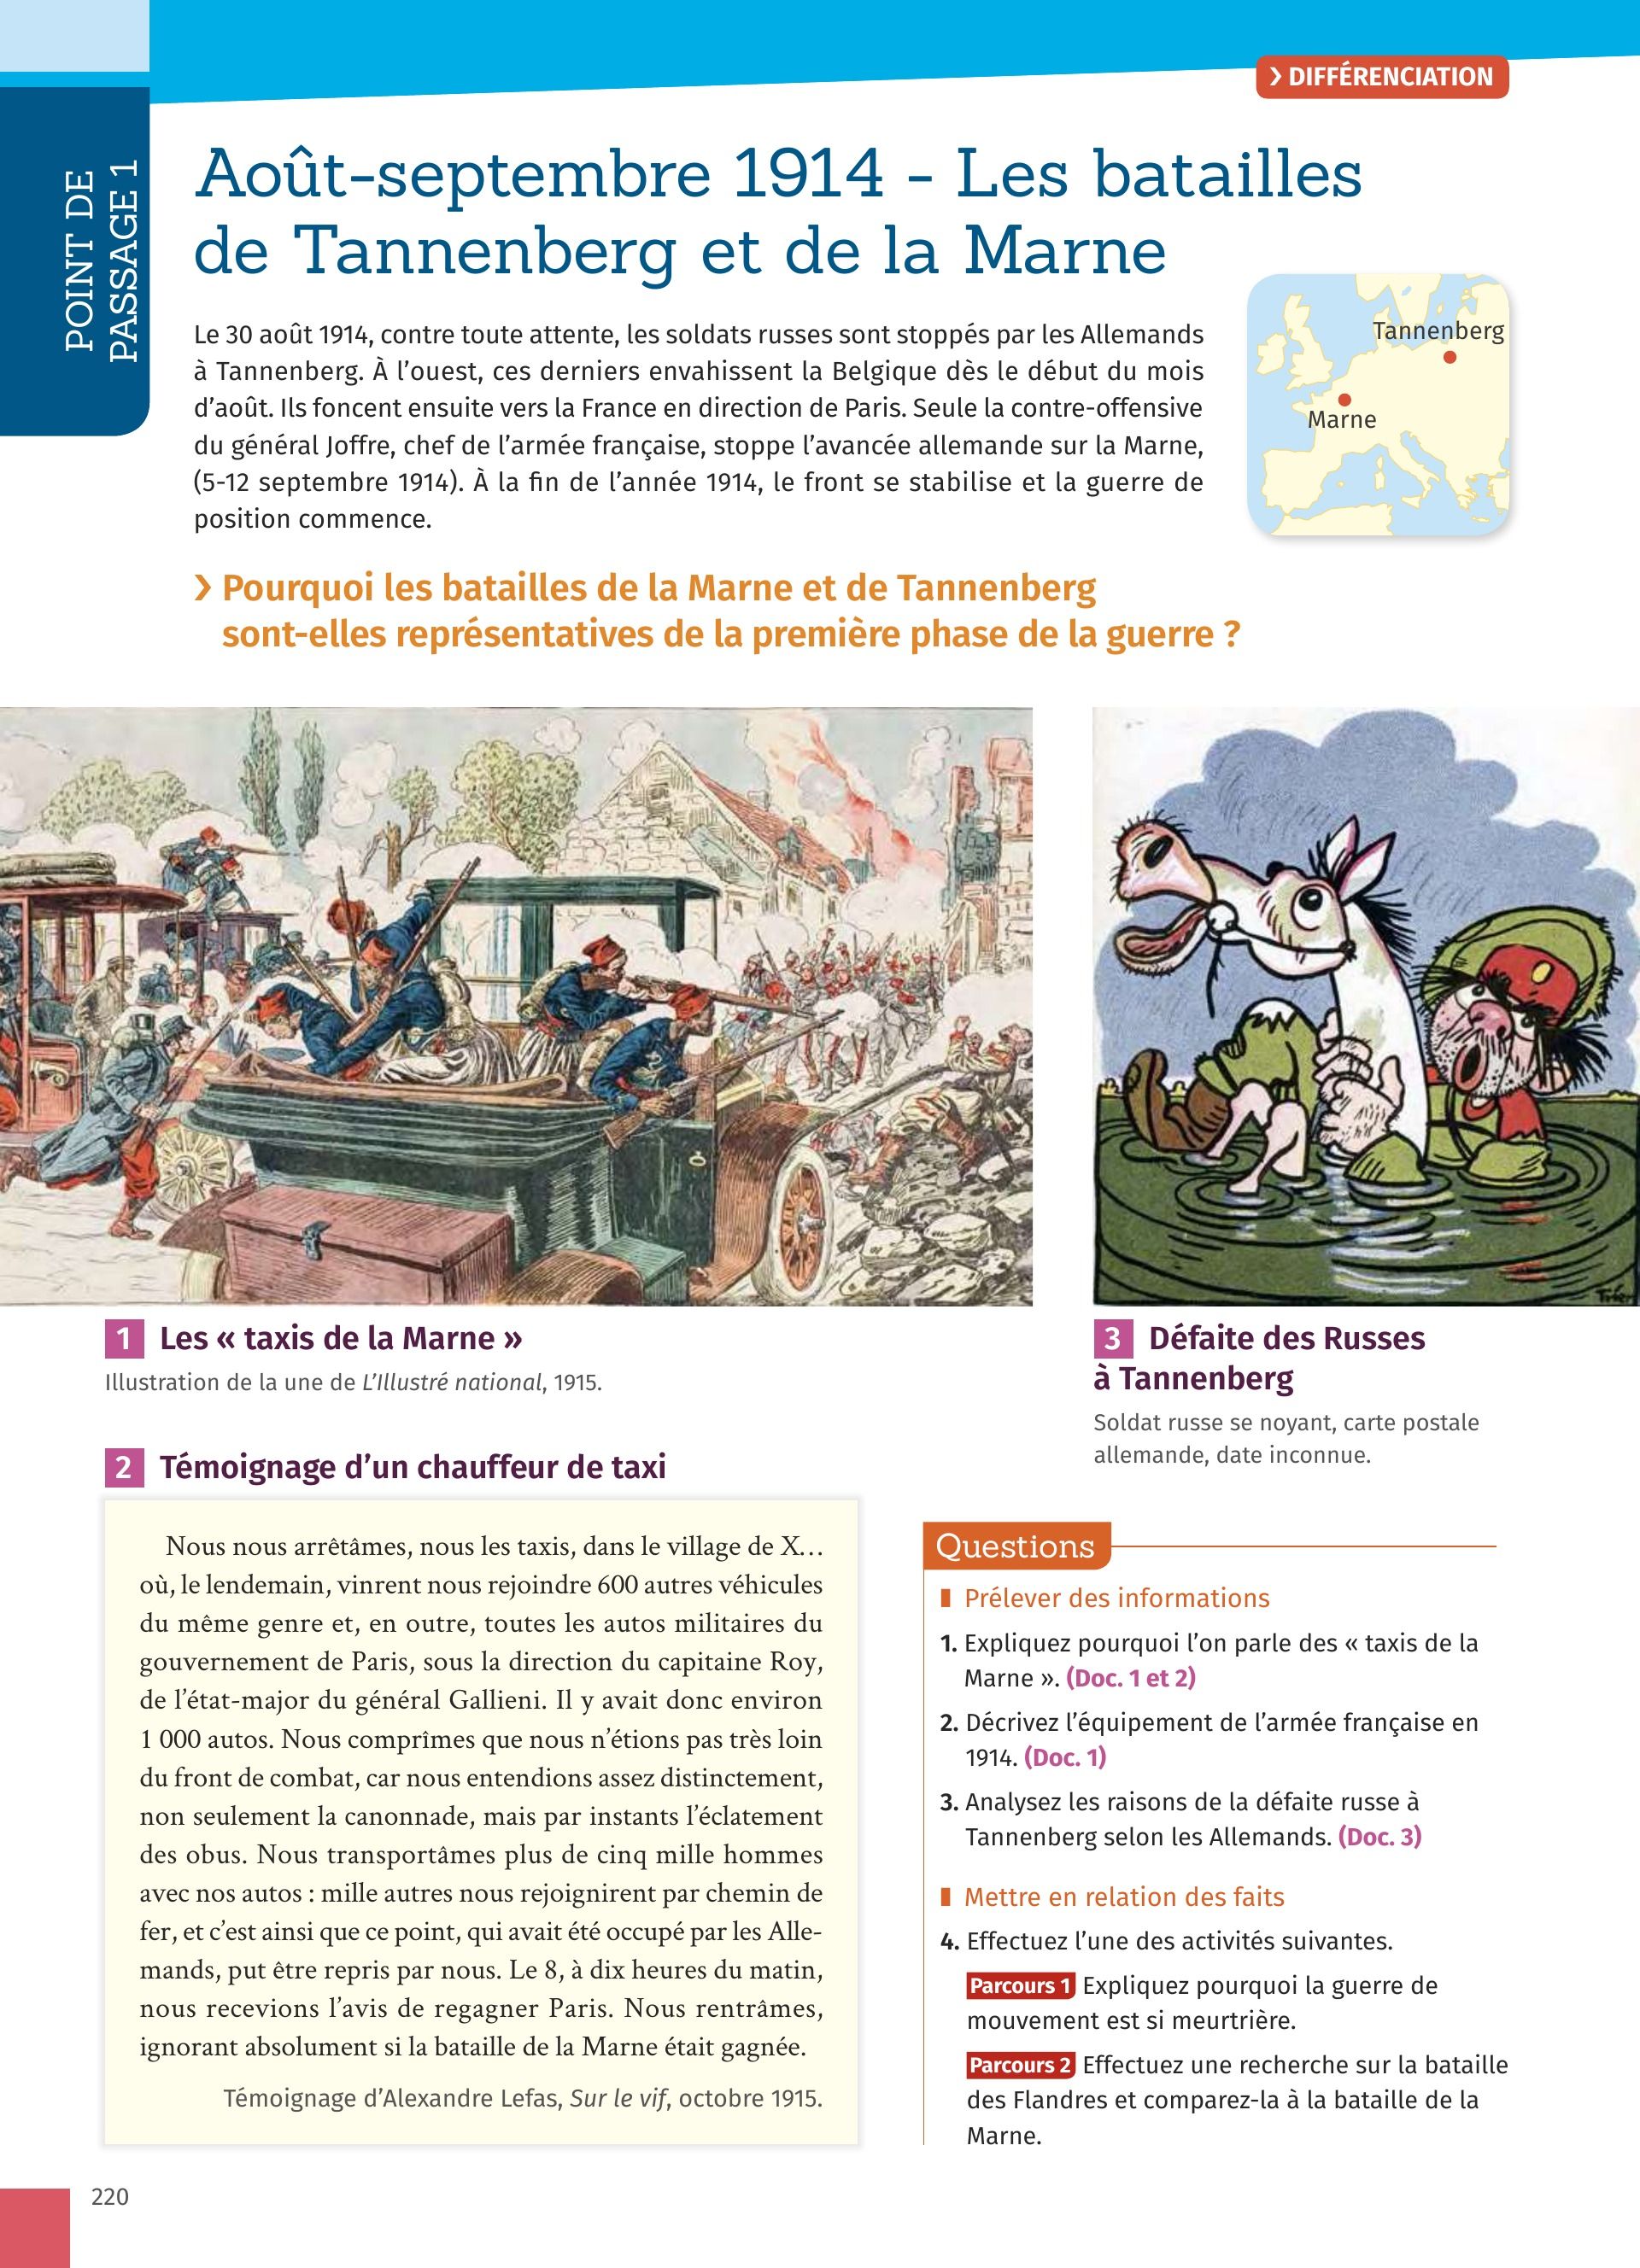 DIFFÉRENCIATION
POINT DE
PASSAGE 1
Août-septembre 1914 - Les batailles
de Tannenberg et de la Marne
Le 30 août 1914, contre toute attente, les soldats russes sont stoppés par les Allemands
à Tannenberg. À l’ouest, ces derniers envahissent la Belgique dès le début du mois
d’août. Ils foncent ensuite vers la France en direction de Paris. Seule la contre-offensive
du général Joffre, chef de l’armée française, stoppe l’avancée allemande sur la Marne,
(5-12 septembre 1914). À la fin de l’année 1914, le front se stabilise et la guerre de
position commence.
Tannenberg
Marne
Pourquoi les batailles de la Marne et de Tannenberg
sont-elles représentatives de la première phase de la guerre ?
1 Les « taxis de la Marne »
Illustration de la une de L’Illustré national, 1915.
3 Défaite des Russes
à Tannenberg
Soldat russe se noyant, carte postale
allemande, date inconnue.
2 Témoignage d’un chauffeur de taxi
Nous nous arrêtâmes, nous les taxis, dans le village de X…
où, le lendemain, vinrent nous rejoindre 600 autres véhicules
du même genre et, en outre, toutes les autos militaires du
gouvernement de Paris, sous la direction du capitaine Roy,
de l’état-major du général Gallieni. Il y avait donc environ
1 000 autos. Nous comprîmes que nous n’étions pas très loin
du front de combat, car nous entendions assez distinctement,
non seulement la canonnade, mais par instants l’éclatement
des obus. Nous transportâmes plus de cinq mille hommes
avec nos autos : mille autres nous rejoignirent par chemin de
fer, et c’est ainsi que ce point, qui avait été occupé par les Alle-
mands, put être repris par nous. Le 8, à dix heures du matin,
nous recevions l’avis de regagner Paris. Nous rentrâmes,
ignorant absolument si la bataille de la Marne était gagnée.
Témoignage d’Alexandre Lefas, Sur le vif, octobre 1915.
Questions
Prélever des informations
1. Expliquez pourquoi l’on parle des « taxis de la
Marne ». (Doc. 1 et 2)
2. Décrivez l’équipement de l’armée française en
1914. (Doc. 1)
3. Analysez les raisons de la défaite russe à
Tannenberg selon les Allemands. (Doc. 3)
Mettre en relation des faits
4. Effectuez l’une des activités suivantes.
Parcours 1 Expliquez pourquoi la guerre de
mouvement est si meurtrière.
Parcours 2 Effectuez une recherche sur la bataille
des Flandres et comparez-la à la bataille de la
Marne.
220